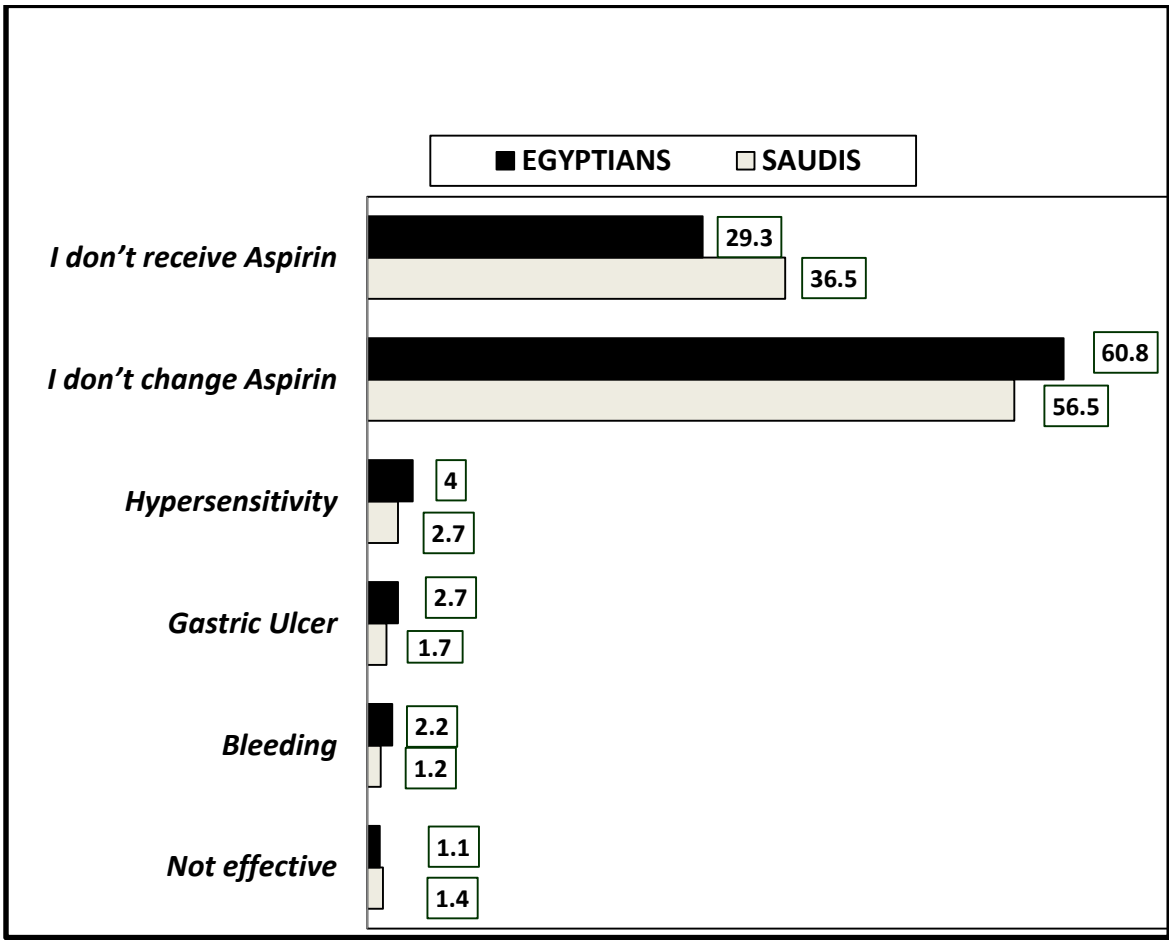 EGYPTIANS SAUDIS
I don’t receive Aspirin
29.3
36.5
I don't change Aspirin
60.8
56.5
Hypersensitivity
4
2.7
Gastric Ulcer
2.7
1.7
Bleeding
2.2
1.2
Not effective
1.1
1.4